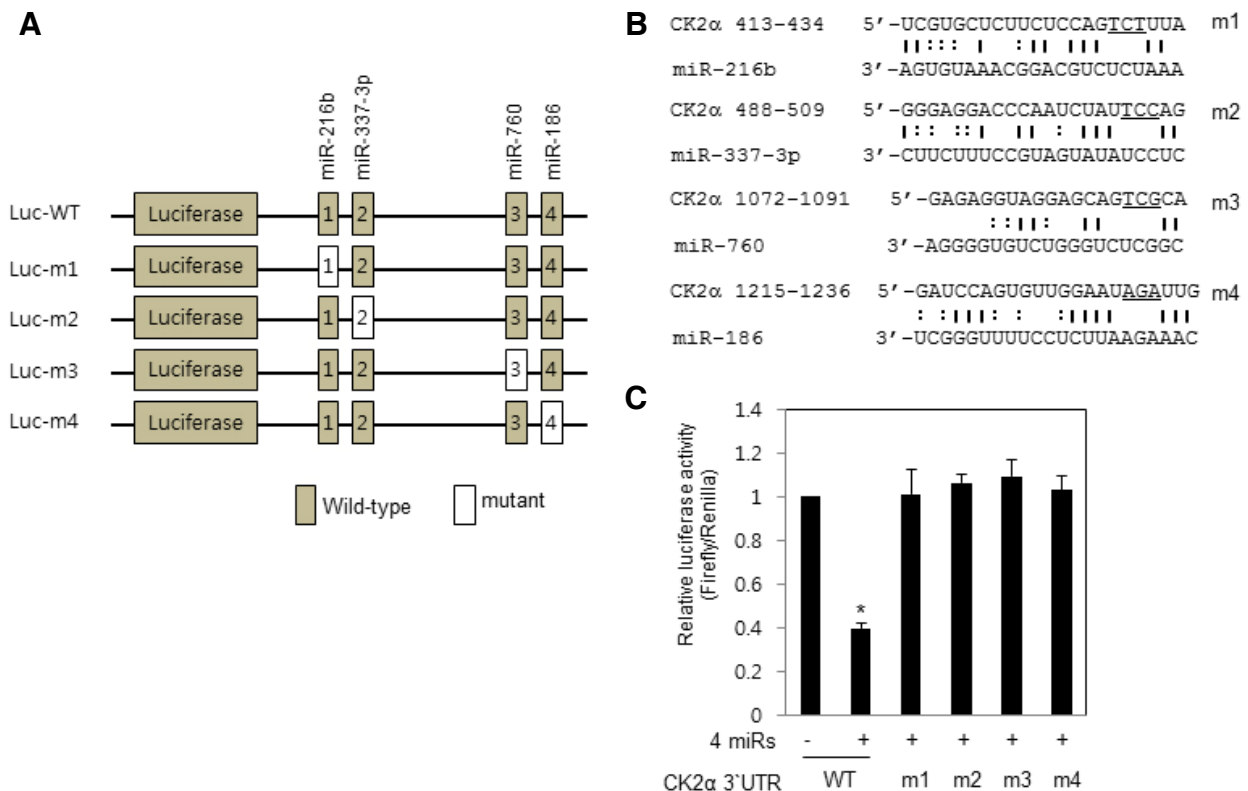 A
miR-216b
miR-337-3p
miR-760
miR-186
Luc-WT Luciferase 1 2 3 4
Luc-m1 Luciferase 1 2 3 4
Luc-m2 Luciferase 1 2 3 4
Luc-m3 Luciferase 1 2 3 4
Luc-m4 Luciferase 1 2 3 4
Wild-type mutant
B
CK2α 413-434 5’-UCGUGCUCUUCUCCAGTCTUUA m1
miR-216b 3’-AGUGUAAACGGACGUCUCUAAA
CK2α 488-509 5’-GGGAGGACCCAAUCUAUTCCAG m2
miR-337-3p 3’-CUUCUUUCCGUAGUAUAUCCUC
CK2α 1072-1091 5’-GAGAGGUAGGAGCAGTCGCA m3
miR-760 3’-AGGGGUGUCUGGGUCUCGGC
CK2α 1215-1236 5’-GAUCCAGUGUUGGAAUAGAUUG m4
miR-186 3’-UCGGGUUUUCCUCUUAAGAAAC
C
Relative luciferase activity
(Firefly/Renilla)
1.4
1.2
1
0.8
0.6
0.4
0.2
0
*
4 miRs - + + + + +
CK2α 3`UTR WT m1 m2 m3 m4